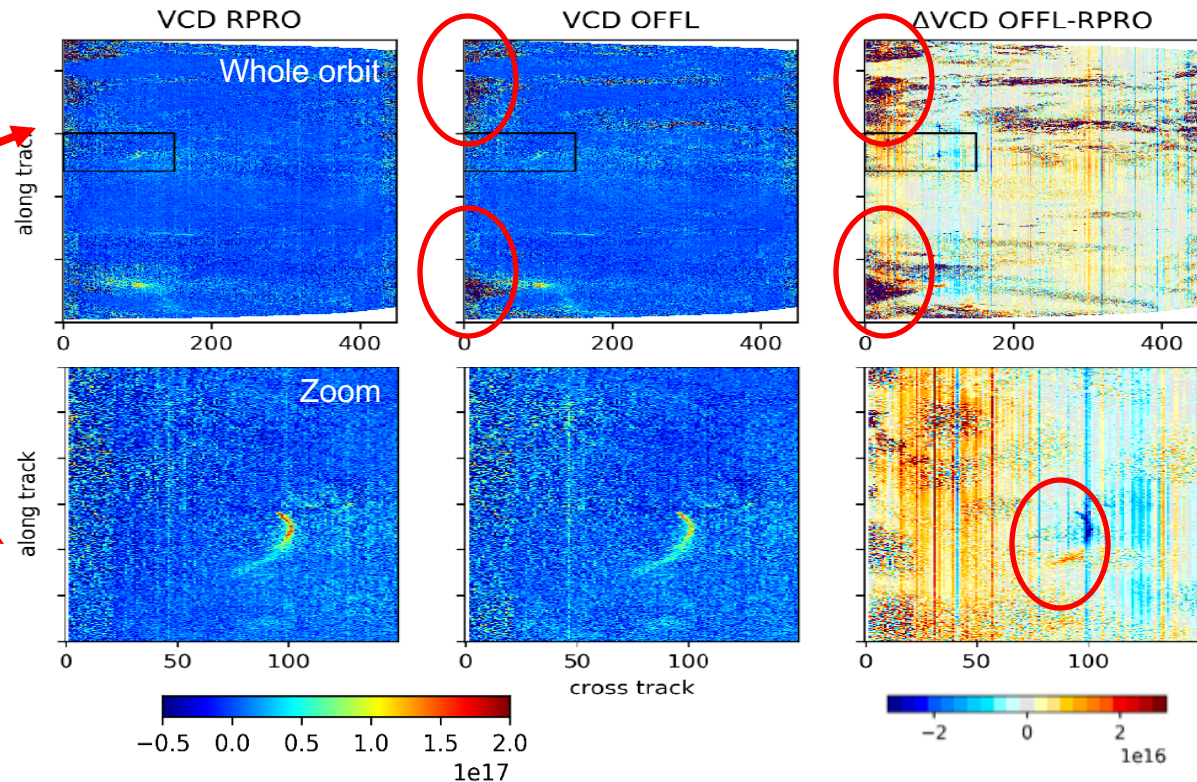 VCD RPRO
VCD OFFL
ΔVCD OFFL-RPRO
Whole orbit
along track
0 200 400
0 200 400
0 200 400
Zoom
along track
0 50 100
0 50 100
0 50 100
cross track
−0.5 0.0 0.5 1.0 1.5 2.0
1e17
−2 0 2
1e16